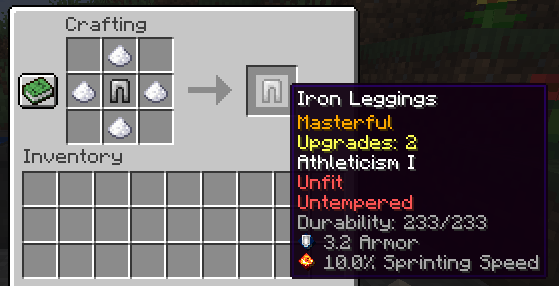 Crafting
Iron Leggings
Masterful
Upgrades: 2
Athleticism I
Unfit
Untempered
Durability: 233/233
3.2 Armor
10.0% Sprinting Speed
Inventory